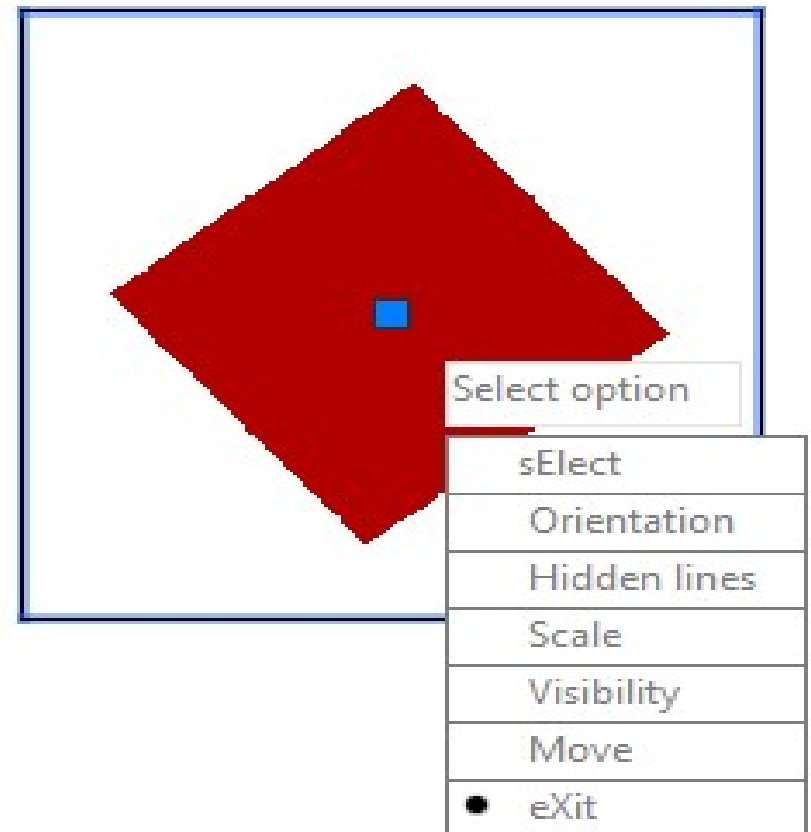 Select option
sElect
Orientation
Hidden lines
Scale
Visibility
Move
eXit